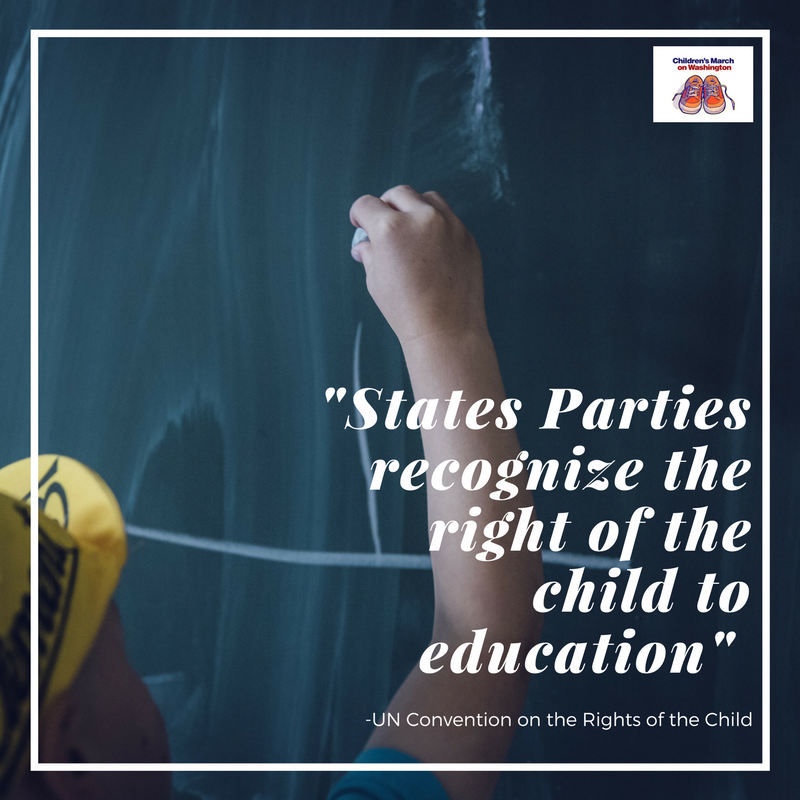 Children's March
on Washington
"States Parties
recognize the
right of the
child to
education"
-UN Convention on the Rights of the Child